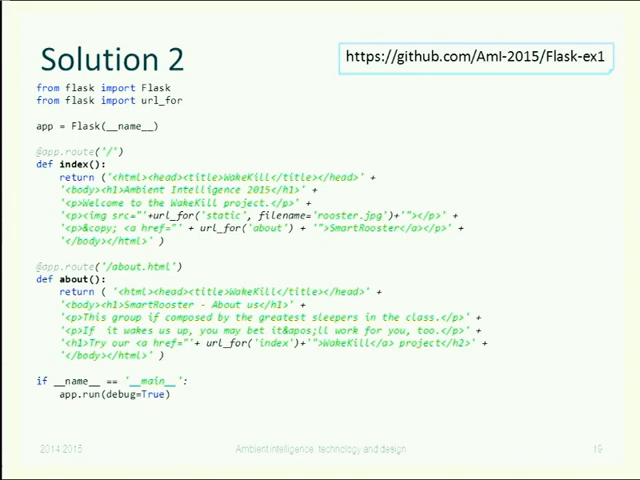 Solution 2
https://github.com/AmI-2015/Flask-ex1
from flask import Flask
from flask import url_for
app = Flask(__name__)
@app.route('/')
def index():
return ('<html><head><title>WakeKill</title></head>' +
'<body><h1>Ambient Intelligence 2015</h1>' +
'<p>Welcome to the WakeKill project.</p>' +
'<p><img src="'+url_for('static', filename='rooster.jpg')+'"></p>' +
'<p>&copy; <a href="' + url_for('about') + '">SmartRooster</a></p>' +
'</body></html>' )
@app.route('/about.html')
def about():
return ( '<html><head><title>WakeKill</title></head>' +
'<body><h1>SmartRooster - About us</h1>' +
'<p>This group if composed by the greatest sleepers in the class.</p>' +
'<p>If it wakes us up, you may bet it&apos;ll work for you, too.</p>' +
'<h1>Try our <a href="'+ url_for('index')+'">WakeKill</a> project</h2>' +
'</body></html>' )
if __name__ == '__main__':
app.run(debug=True)
2014/2015
Ambient intelligence: technology and design
19